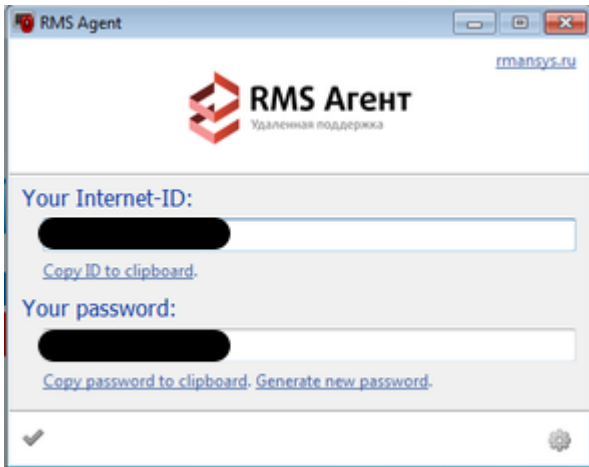 RMS Agent
rmansys.ru
RMS Агент
Удаленная поддержка
Your Internet-ID:
Copy ID to clipboard.
Your password:
Copy password to clipboard. Generate new password.